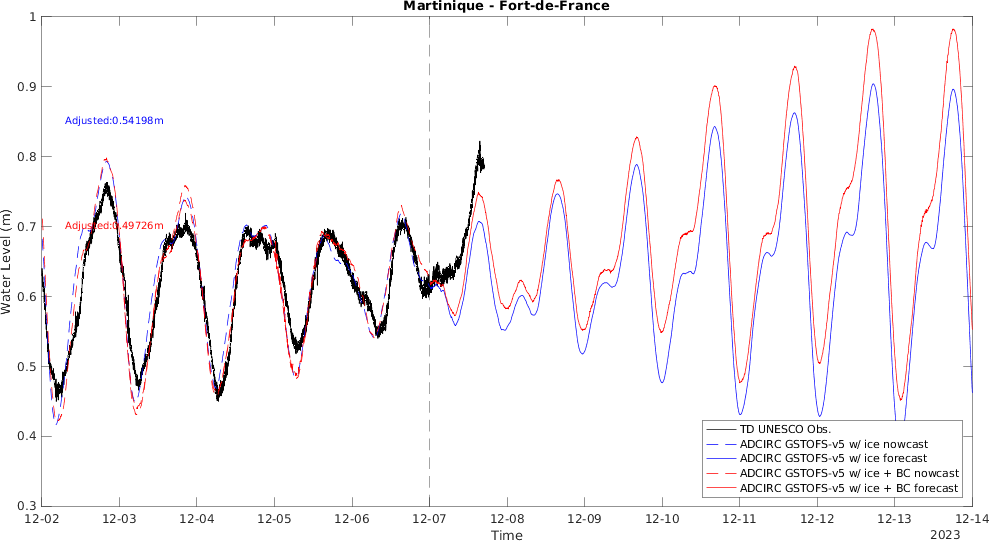 Martinique - Fort-de-France
1
0.9
0.8
0.7
0.6
0.5
0.4
0.3
Water Level (m)
Adjusted:0.54198m
Adjusted:0.49726m
TD UNESCO Obs.
ADCIRC GSTOFS-v5 w/ ice nowcast
ADCIRC GSTOFS-v5 w/ ice forecast
ADCIRC GSTOFS-v5 w/ ice + BC nowcast
ADCIRC GSTOFS-v5 w/ ice + BC forecast
12-02 12-03 12-04 12-05 12-06 12-07 12-08 12-09 12-10 12-11 12-12 12-13 12-14
Time
2023